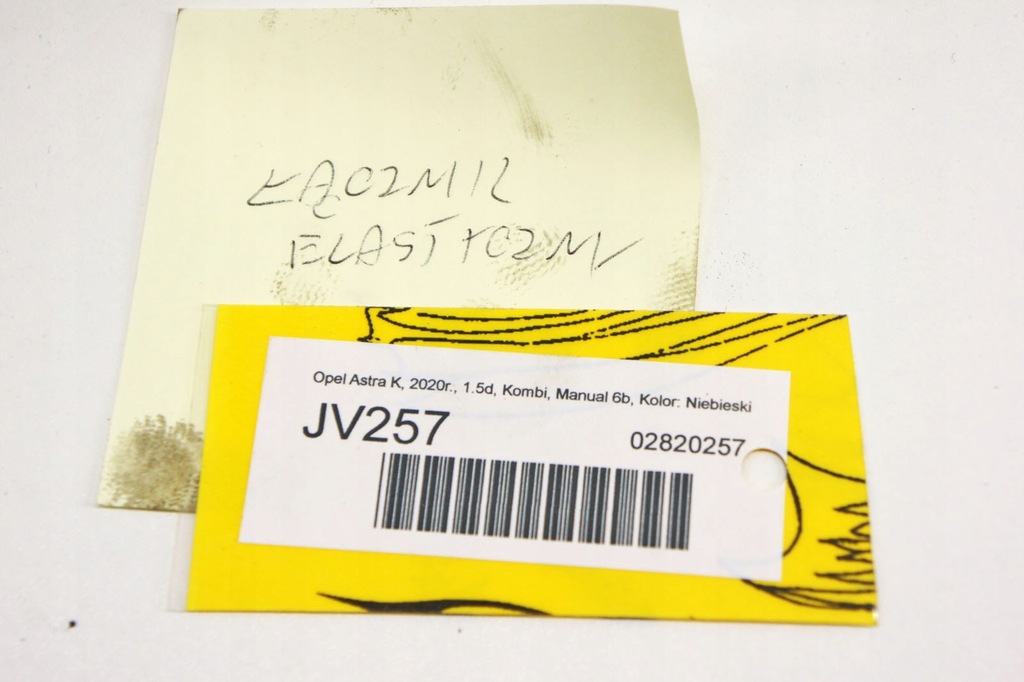 ŁĄCZNIK
ELASTYCZNY
Opel Astra K, 2020r., 1.5d, Kombi, Manual 6b, Kolor: Niebieski
JV257
02820257